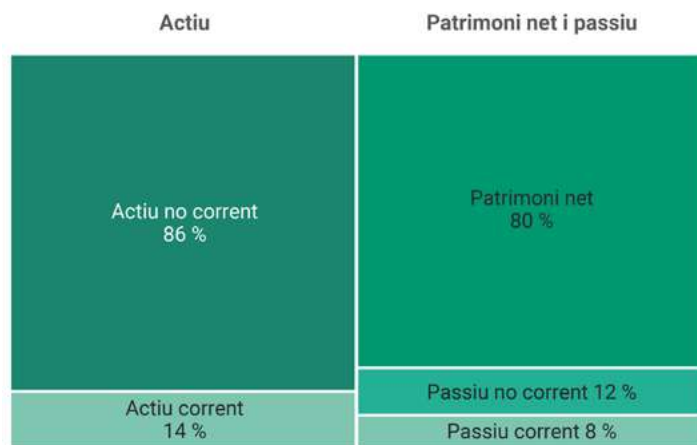 Actiu
Patrimoni net i passiu
Actiu no corrent
86 %
Patrimoni net
80 %
Passiu no corrent 12 %
Actiu corrent
14 %
Passiu corrent 8 %